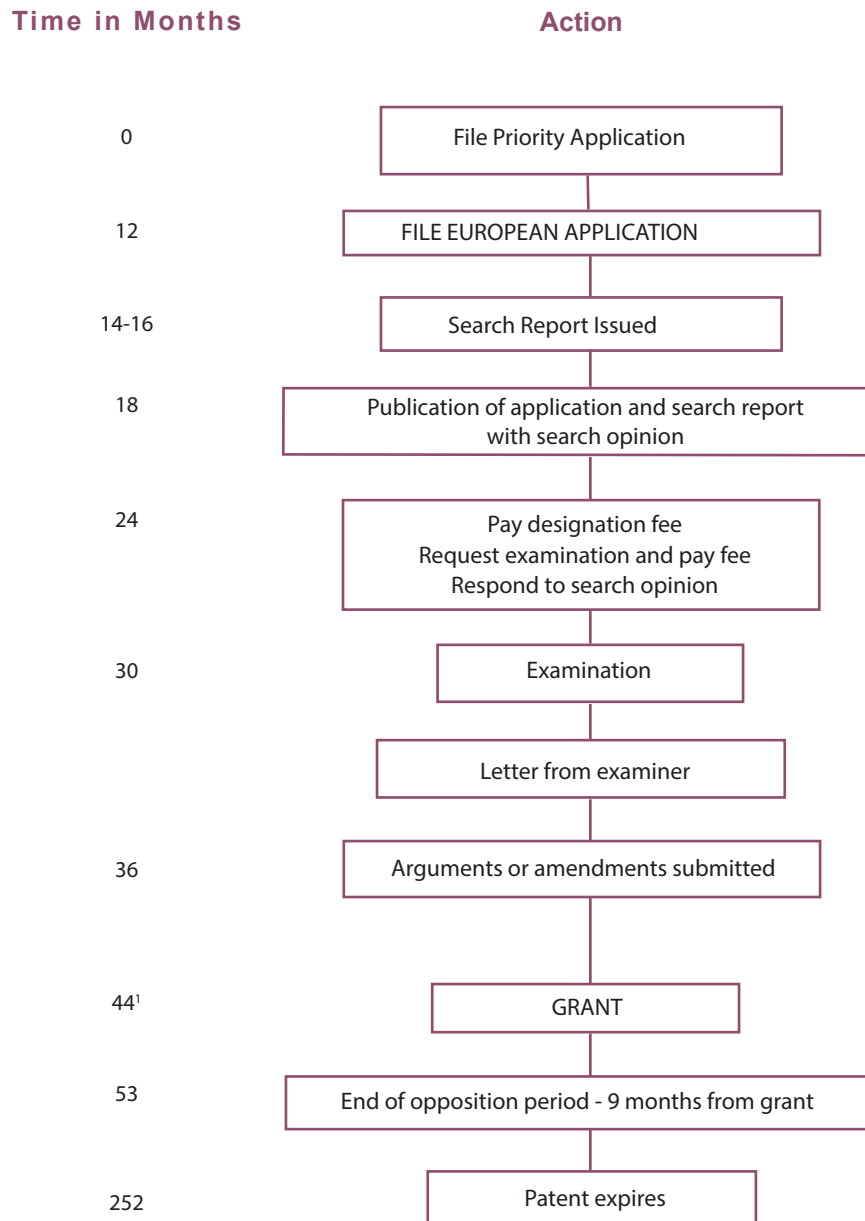 Time in Months Action
0 File Priority Application
12 FILE EUROPEAN APPLICATION
14-16 Search Report Issued
18 Publication of application and search report
with search opinion
24 Pay designation fee
Request examination and pay fee
Respond to search opinion
30 Examination
Letter from examiner
36 Arguments or amendments submitted
44¹ GRANT
53 End of opposition period - 9 months from grant
252 Patent expires